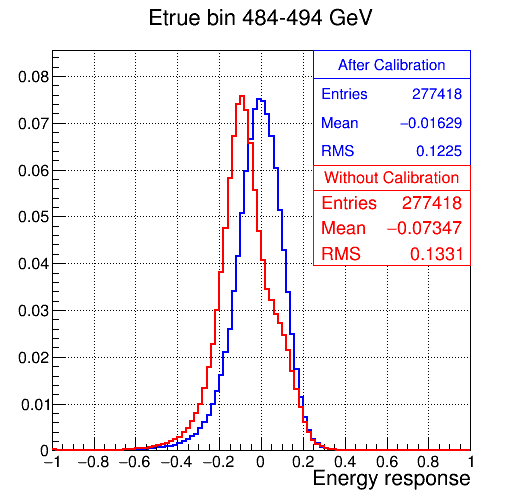 Etrue bin 484-494 GeV
After Calibration
Entries 277418
Mean −0.01629
RMS 0.1225
Without Calibration
Entries 277418
Mean −0.07347
RMS 0.1331
0.08
0.07
0.06
0.05
0.04
0.03
0.02
0.01
0
−1 −0.8 −0.6 −0.4 −0.2 0 0.2 0.4 0.6 0.8 1
Energy response